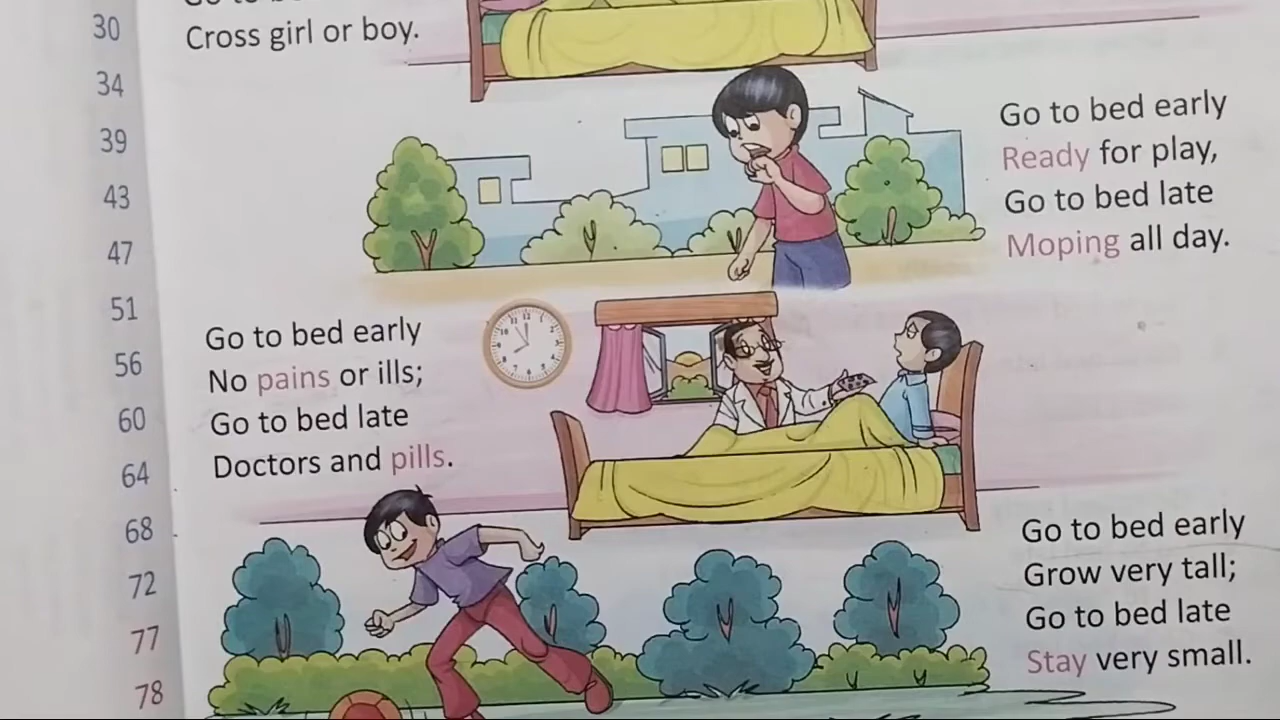 30
Cross girl or boy.
34
39
43
47
Go to bed early
Ready for play,
Go to bed late
Moping all day.
51
56
60
64
Go to bed early
No pains or ills;
Go to bed late
Doctors and pills.
68
72
77
78
Go to bed early
Grow very tall;
Go to bed late
Stay very small.